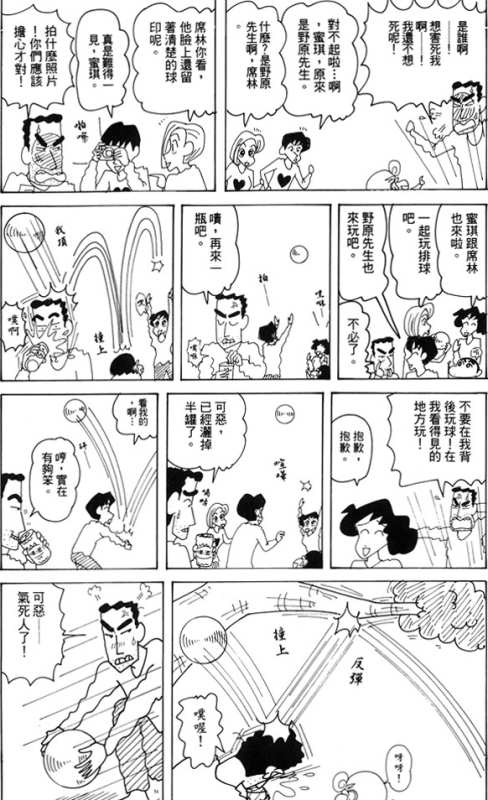 是誰啊
——！
想害死我
啊——！
我還不想
死呢！
對不起啦…啊
，蜜琪，原來
是野原先生。
什麼？是野原
先生啊，席林
。
席林你看，
他臉上還留
著清楚的球
印呢。
真是難得一
見，蜜琪。
拍什麼照片
！你們應該
擔心才對！
蜜琪跟席林
也來啦。
一起玩排球
吧。
野原先生也
來玩吧。
不必了。
嘖，再來一
瓶吧。
拍
我頂
撞上
噗啊
不要在我背
後玩球！在
我看得見的
地方玩！
抱歉，
抱歉。
可惡，
已經灑掉
半罐了。
看我的
，啊…
哼，實在
有夠笨。
反彈
撞上
噗喔！
可惡——
氣死人了！